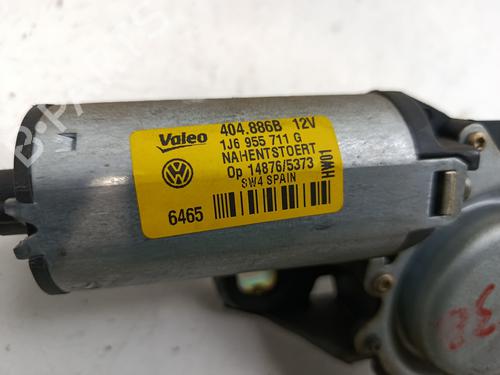 Valeo 404.886B 12V
1J6 955 711 G
NAHENTSTOERT
Op 14876/5373
SW4 SPAIN
6465
HW01